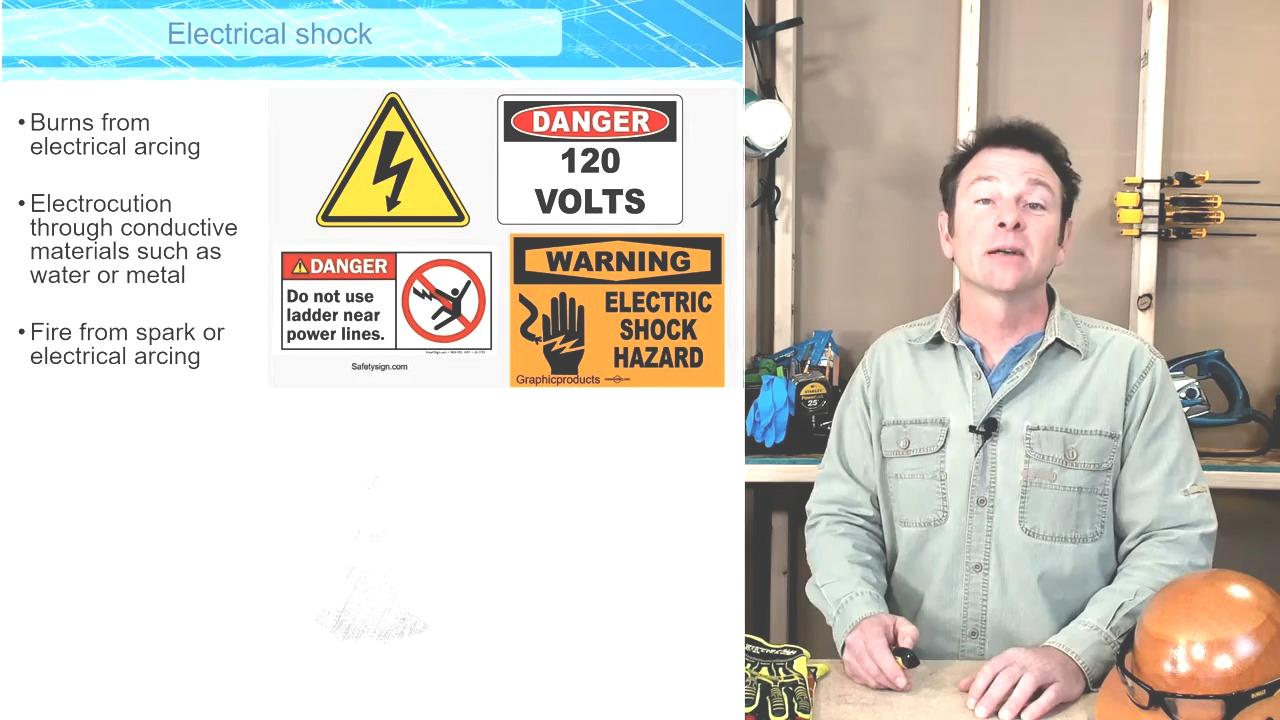 Electrical shock
• Burns from
electrical arcing
• Electrocution
through conductive
materials such as
water or metal
• Fire from spark or
electrical arcing
DANGER
120
VOLTS
DANGER
Do not use
ladder near
power lines.
Safetysign.com
WARNING
ELECTRIC
SHOCK
HAZARD
Graphicproducts
STANLEY
25'